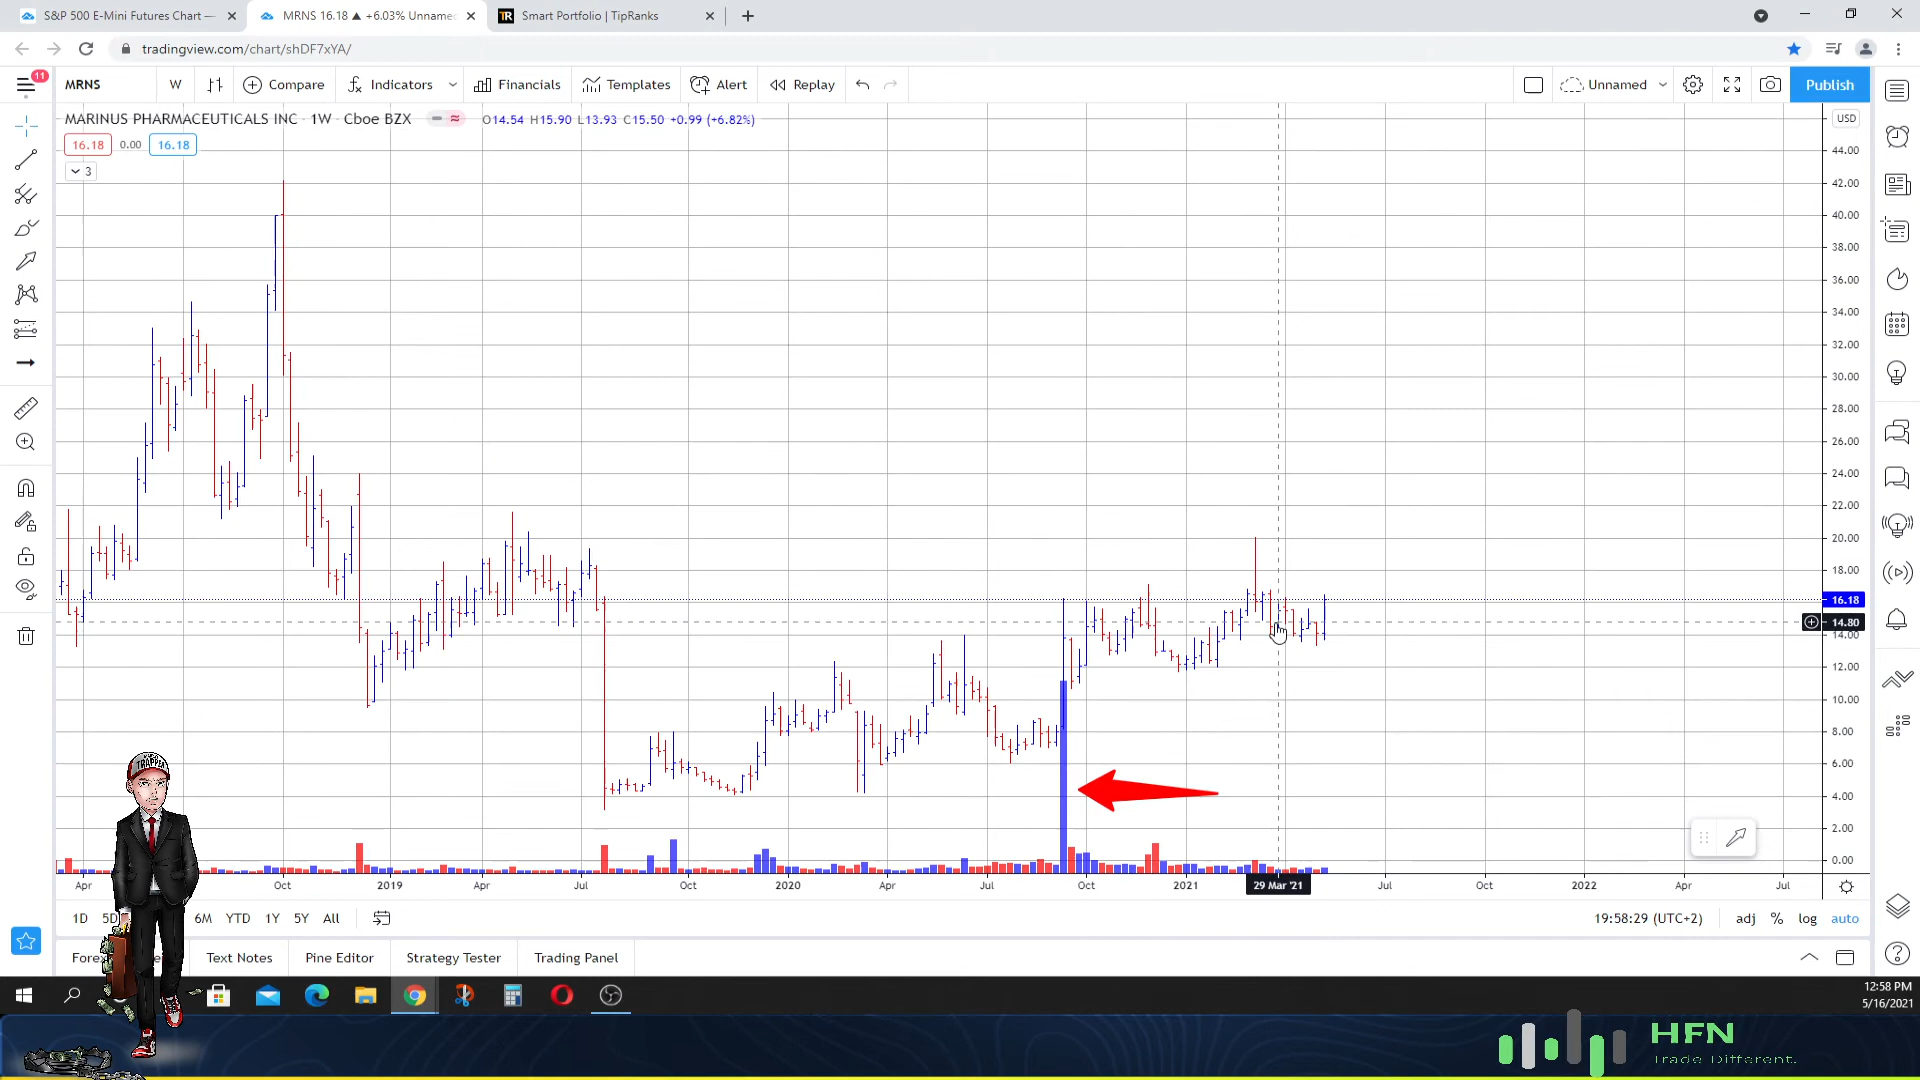 S&P 500 E-Mini Futures Chart —
MRNS 16.18 ▲ +6.03% Unname
TR
Smart Portfolio | TipRanks
tradingview.com/chart/shDF7xYA/
11
MRNS
W
Compare
Indicators
Financials
Templates
Alert
Replay
Unnamed
Publish
MARINUS PHARMACEUTICALS INC · 1W · Cboe BZX
O14.54 H15.90 L13.93 C15.50 +0.99 (+6.82%)
16.18 0.00 16.18
3
USD
44.00
42.00
40.00
38.00
36.00
34.00
32.00
30.00
28.00
26.00
24.00
22.00
20.00
18.00
16.18
14.80
14.00
12.00
10.00
8.00
6.00
4.00
2.00
0.00
TRAPPER
Apr Oct 2019 Apr Jul Oct 2020 Apr Jul Oct 2021 29 Mar '21 Jul Oct 2022 Apr Jul
1D 5D 6M YTD 1Y 5Y All
19:58:29 (UTC+2) adj % log auto
Text Notes Pine Editor Strategy Tester Trading Panel
12:58 PM
5/16/2021
HFN
Trade Different.